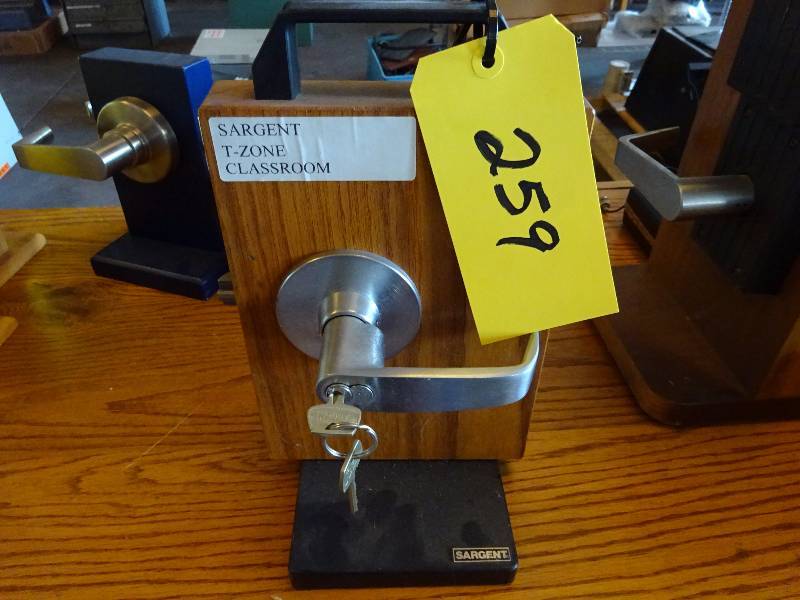 SARGENT
T-ZONE
CLASSROOM
259
SARGENT